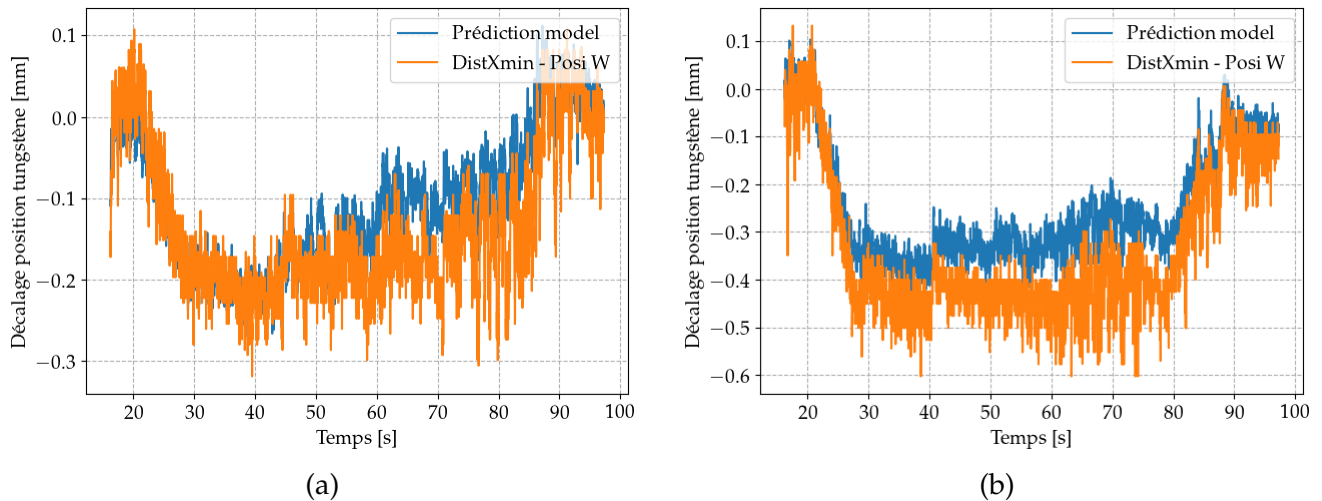 Décalage position tungstène [mm]
0.1
0.0
−0.1
−0.2
−0.3
Prédiction model
DistXmin - Posi W
20 30 40 50 60 70 80 90 100
Temps [s]
(a)
Décalage position tungstène [mm]
0.1
0.0
−0.1
−0.2
−0.3
−0.4
−0.5
−0.6
Prédiction model
DistXmin - Posi W
20 30 40 50 60 70 80 90 100
Temps [s]
(b)